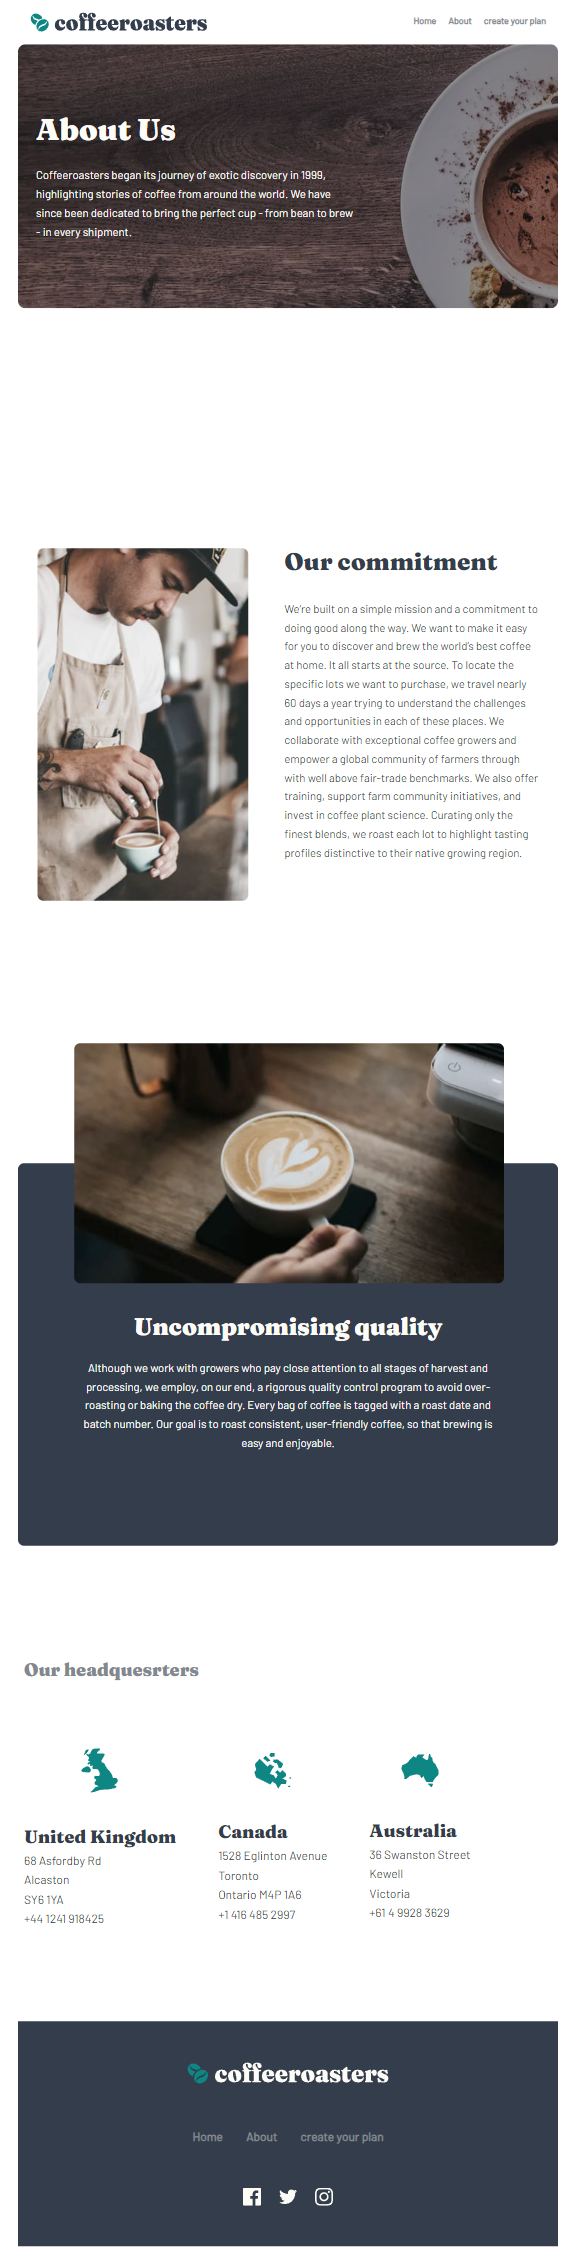 coffeeroasters
Home About create your plan
About Us
Coffeeroasters began its journey of exotic discovery in 1999,
highlighting stories of coffee from around the world. We have
since been dedicated to bring the perfect cup - from bean to brew
- in every shipment.
Our commitment
We're built on a simple mission and a commitment to
doing good along the way. We want to make it easy
for you to discover and brew the world's best coffee
at home. It all starts at the source. To locate the
specific lots we want to purchase, we travel nearly
60 days a year trying to understand the challenges
and opportunities in each of these places. We
collaborate with exceptional coffee growers and
empower a global community of farmers through
with well above fair-trade benchmarks. We also offer
training, support farm community initiatives, and
invest in coffee plant science. Curating only the
finest blends, we roast each lot to highlight tasting
profiles distinctive to their native growing region.
Uncompromising quality
Although we work with growers who pay close attention to all stages of harvest and
processing, we employ, on our end, a rigorous quality control program to avoid over-
roasting or baking the coffee dry. Every bag of coffee is tagged with a roast date and
batch number. Our goal is to roast consistent, user-friendly coffee, so that brewing is
easy and enjoyable.
Our headquesrters
United Kingdom
68 Asfordby Rd
Alcaston
SY6 1YA
+44 1241 918425
Canada
1528 Eglinton Avenue
Toronto
Ontario M4P 1A6
+1 416 485 2997
Australia
36 Swanston Street
Kewell
Victoria
+61 4 9928 3629
coffeeroasters
Home About create your plan